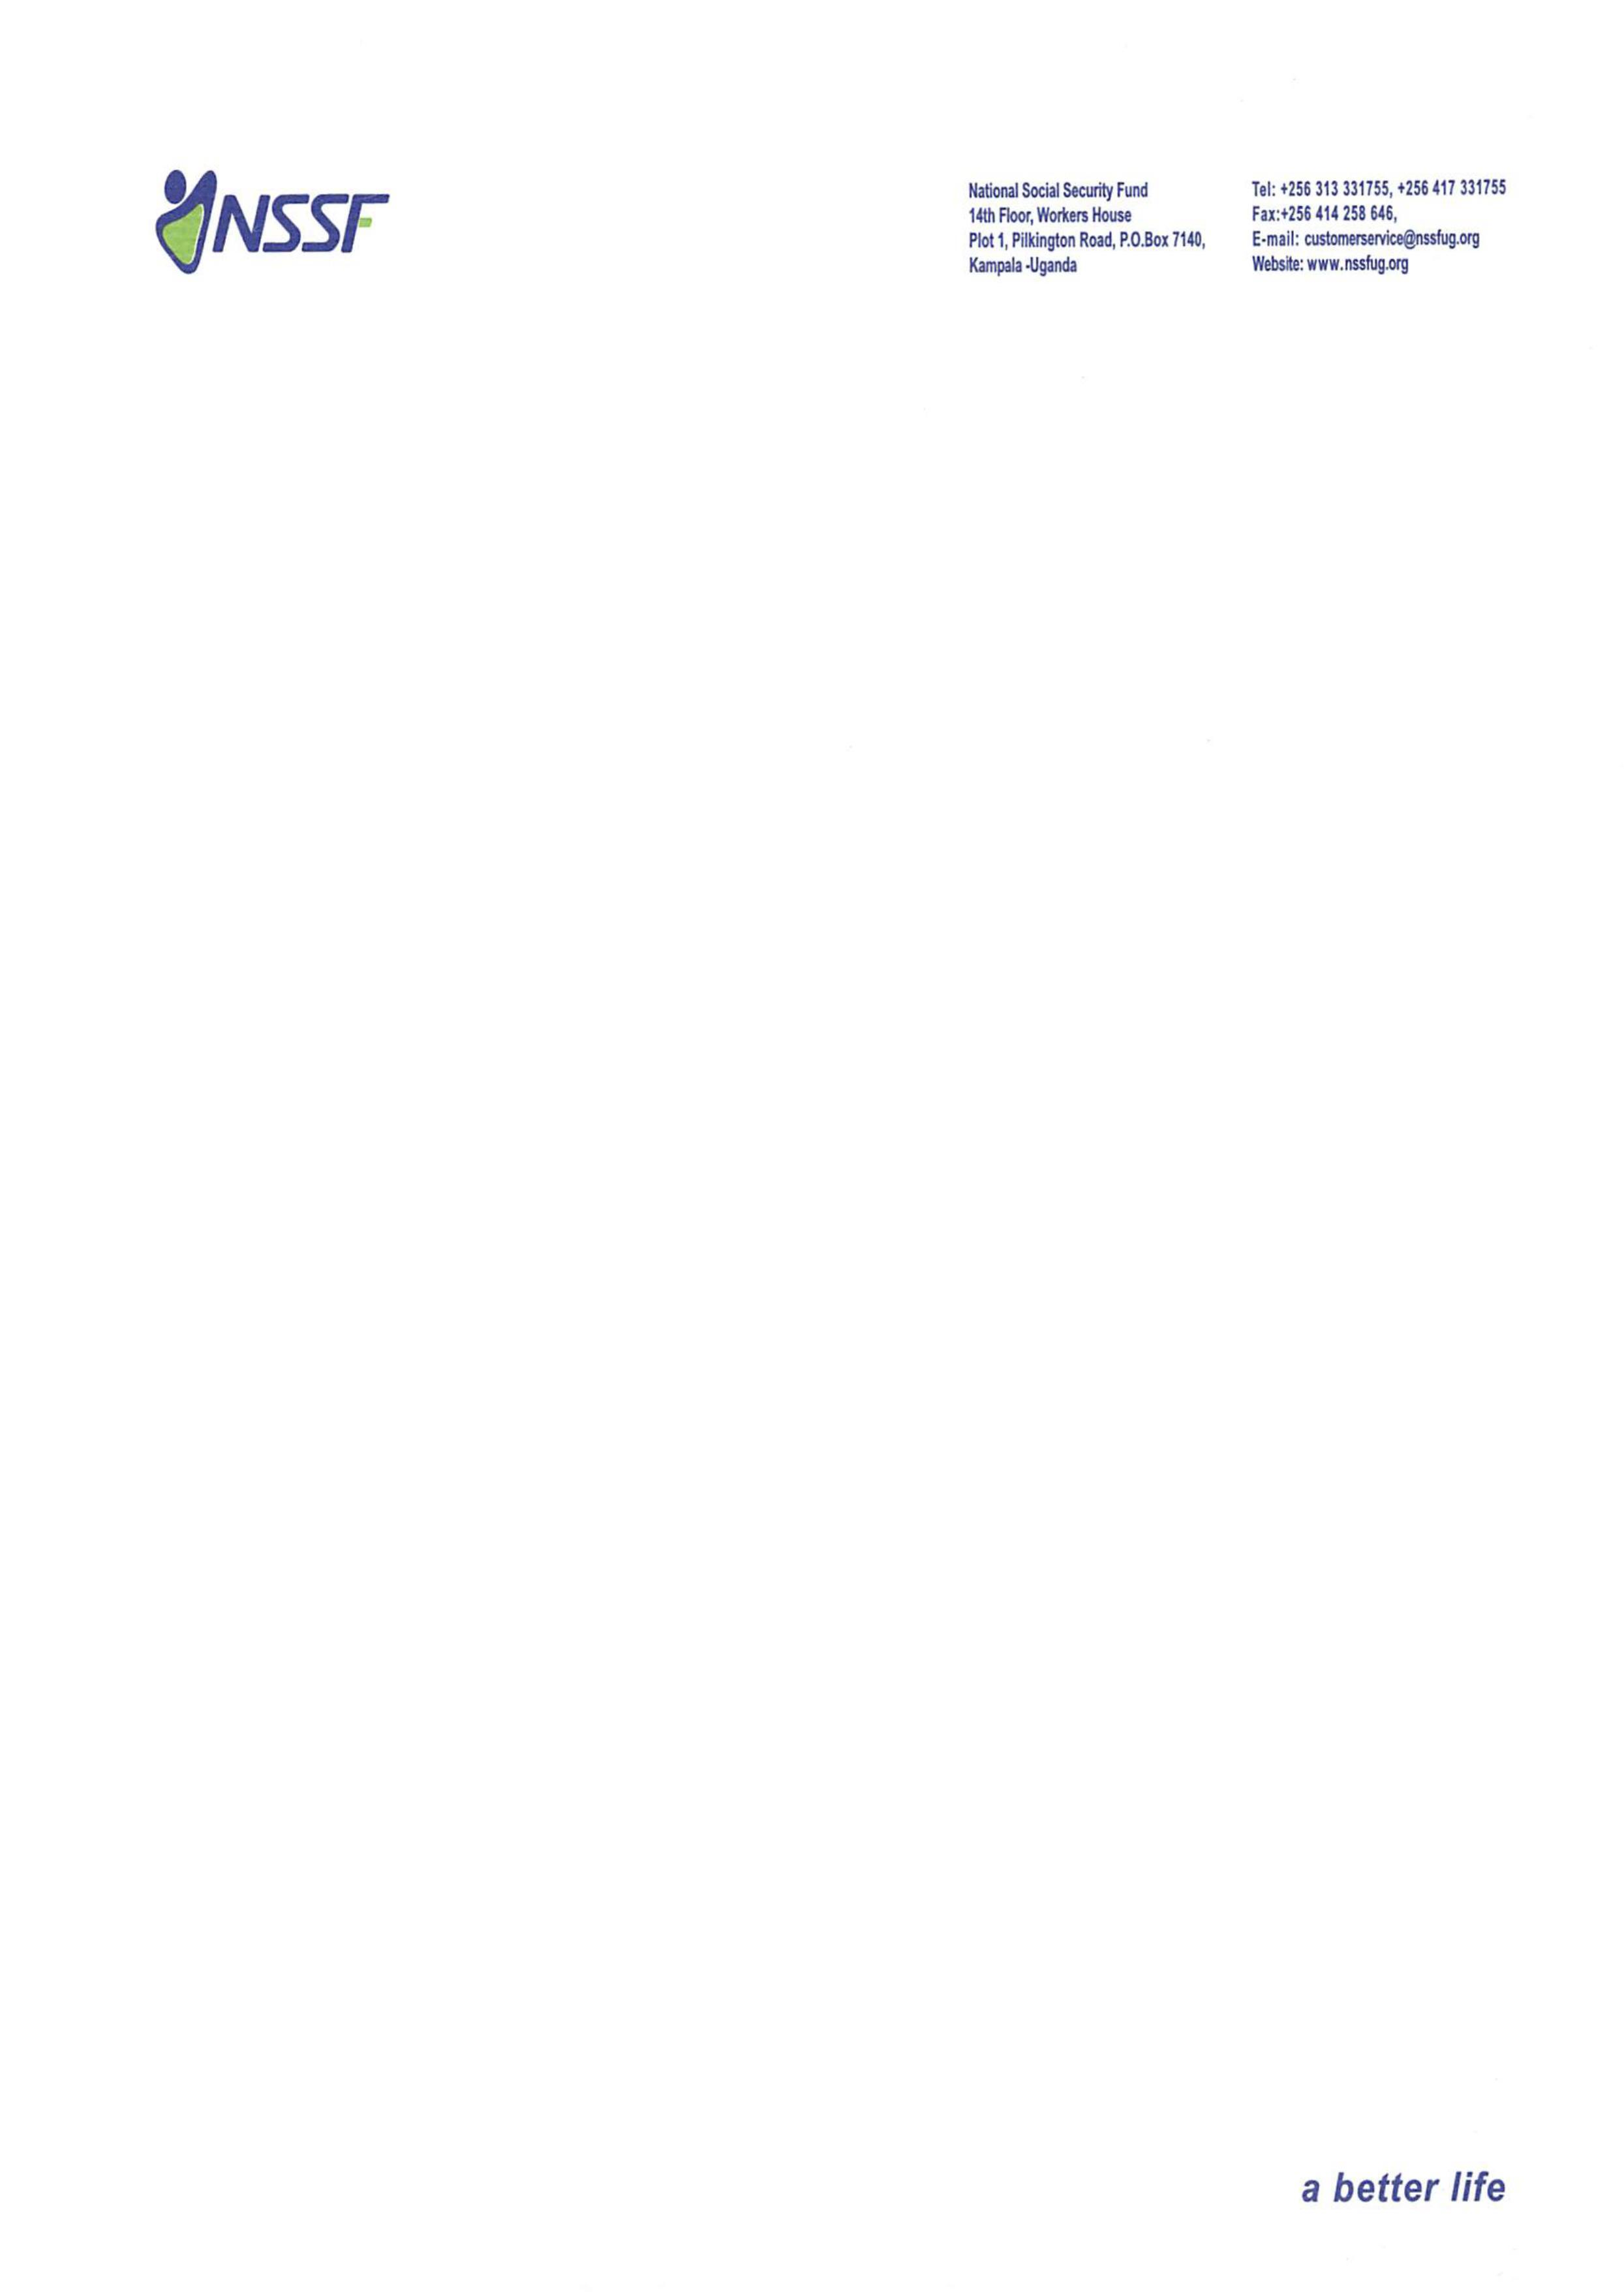 NSSF
National Social Security Fund
14th Floor, Workers House
Plot 1, Pilkington Road, P.O.Box 7140,
Kampala -Uganda
Tel: +256 313 331755, +256 417 331755
Fax:+256 414 258 646,
E-mail: customerservice@nssfug.org
Website: www.nssfug.org
a better life